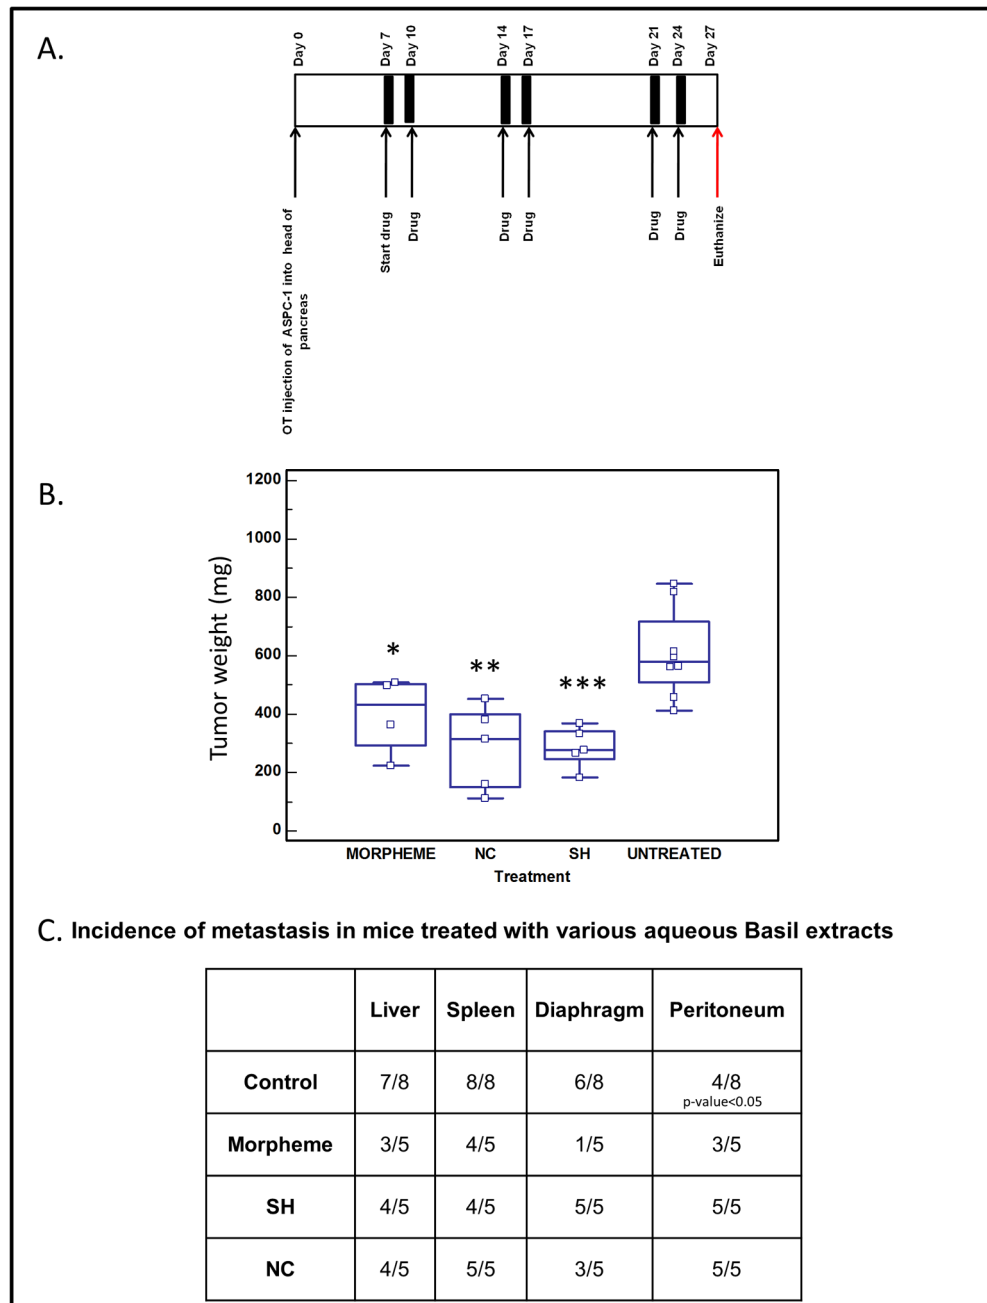 A.
Day 0
Day 7
Day 10
Day 14
Day 17
Day 21
Day 24
Day 27
OT injection of ASPC-1 into head of
pancreas
Start drug
Drug
Drug
Drug
Drug
Drug
Euthanize
B.
Tumor weight (mg)
1200
1000
800
600
400
200
0
*
**
***
MORPHEME NC SH UNTREATED
Treatment
C. Incidence of metastasis in mice treated with various aqueous Basil extracts
Liver Spleen Diaphragm Peritoneum
Control 7/8 8/8 6/8 4/8
p-value<0.05
Morpheme 3/5 4/5 1/5 3/5
SH 4/5 4/5 5/5 5/5
NC 4/5 5/5 3/5 5/5